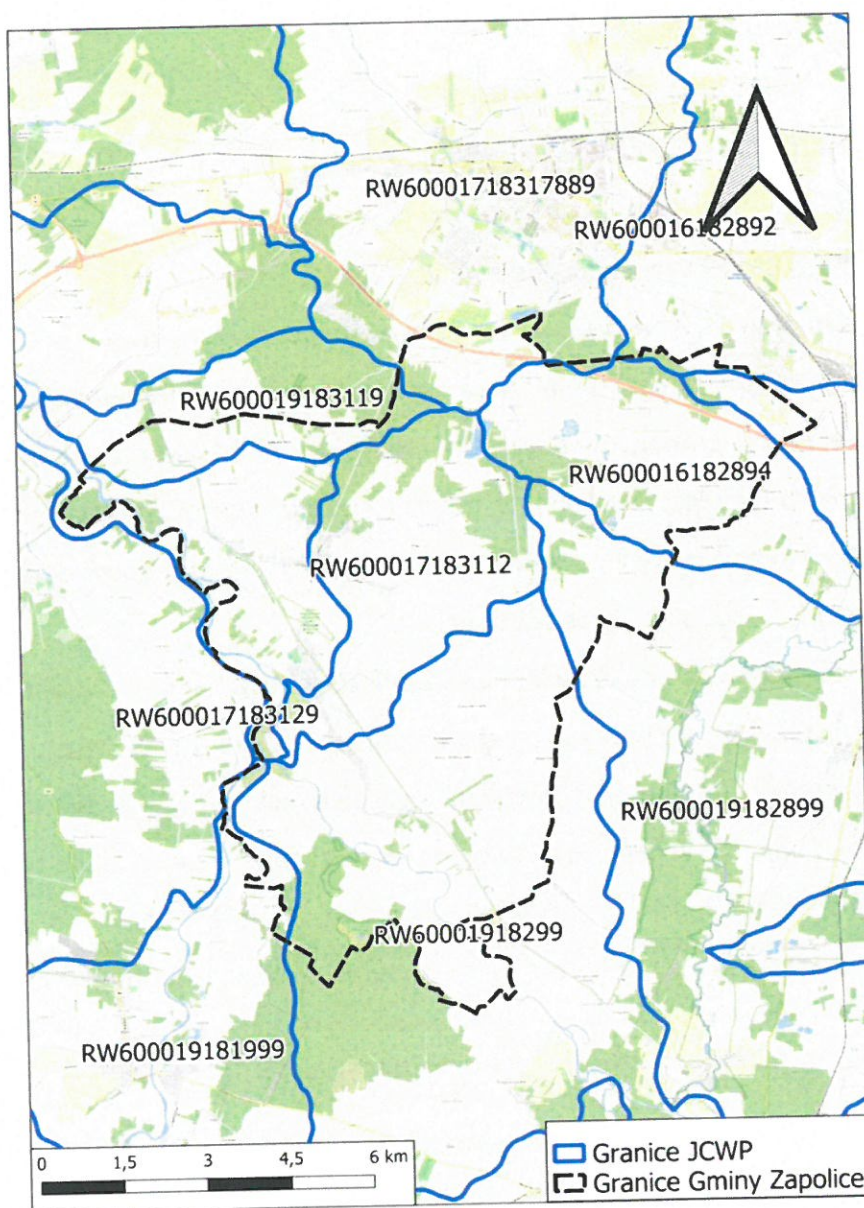 RW60001718317889
RW600016182892
RW600019183119
RW600016182894
RW600017183112
RW600017183129
RW600019182899
RW60001918299
RW600019181999
0 1,5 3 4,5 6 km
Granice JCWP
Granice Gminy Zapolice